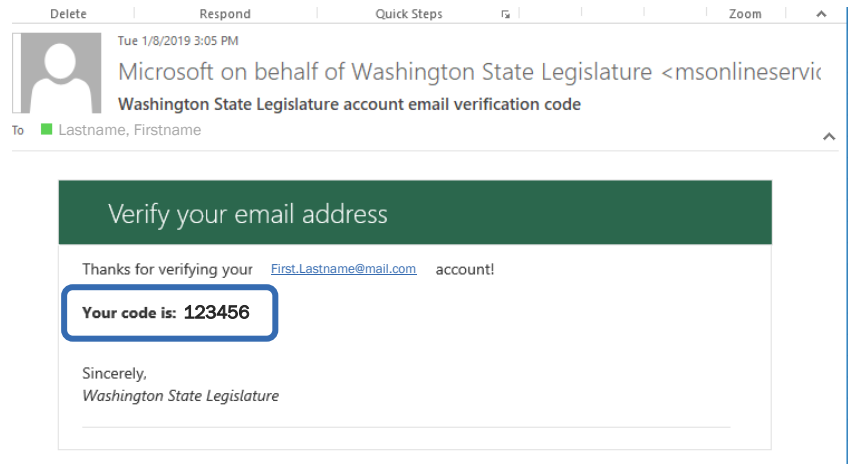 Delete Respond Quick Steps Zoom
Tue 1/8/2019 3:05 PM
Microsoft on behalf of Washington State Legislature <msonlineservic
Washington State Legislature account email verification code
To Lastname, Firstname
Verify your email address
Thanks for verifying your First.Lastname@mail.com account!
Your code is: 123456
Sincerely,
Washington State Legislature